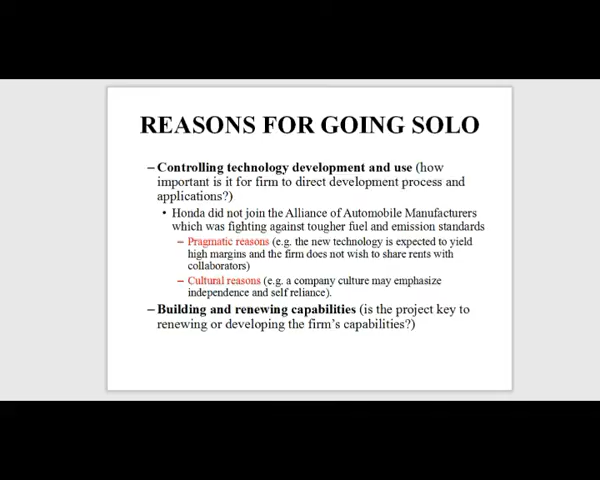 REASONS FOR GOING SOLO
– Controlling technology development and use (how
important is it for firm to direct development process and
applications?)
• Honda did not join the Alliance of Automobile Manufacturers
which was fighting against tougher fuel and emission standards
– Pragmatic reasons (e.g. the new technology is expected to yield
high margins and the firm does not wish to share rents with
collaborators)
– Cultural reasons (e.g. a company culture may emphasize
independence and self reliance).
– Building and renewing capabilities (is the project key to
renewing or developing the firm's capabilities?)